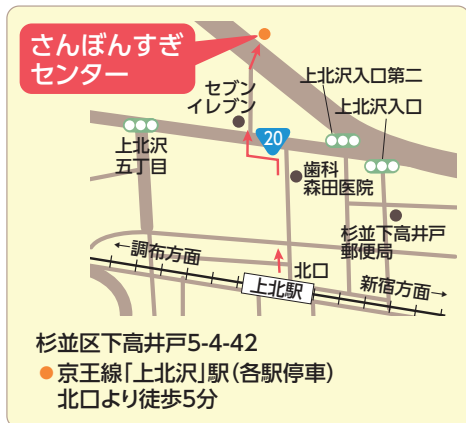 さんぼんすぎ
センター
セブン
イレブン
上北沢入口第二
上北沢入口
20
上北沢
五丁目
歯科
森田医院
杉並下高井戸
郵便局
←調布方面
北口
上北駅
新宿方面→
杉並区下高井戸5-4-42
●京王線「上北沢」駅(各駅停車)
北口より徒歩5分